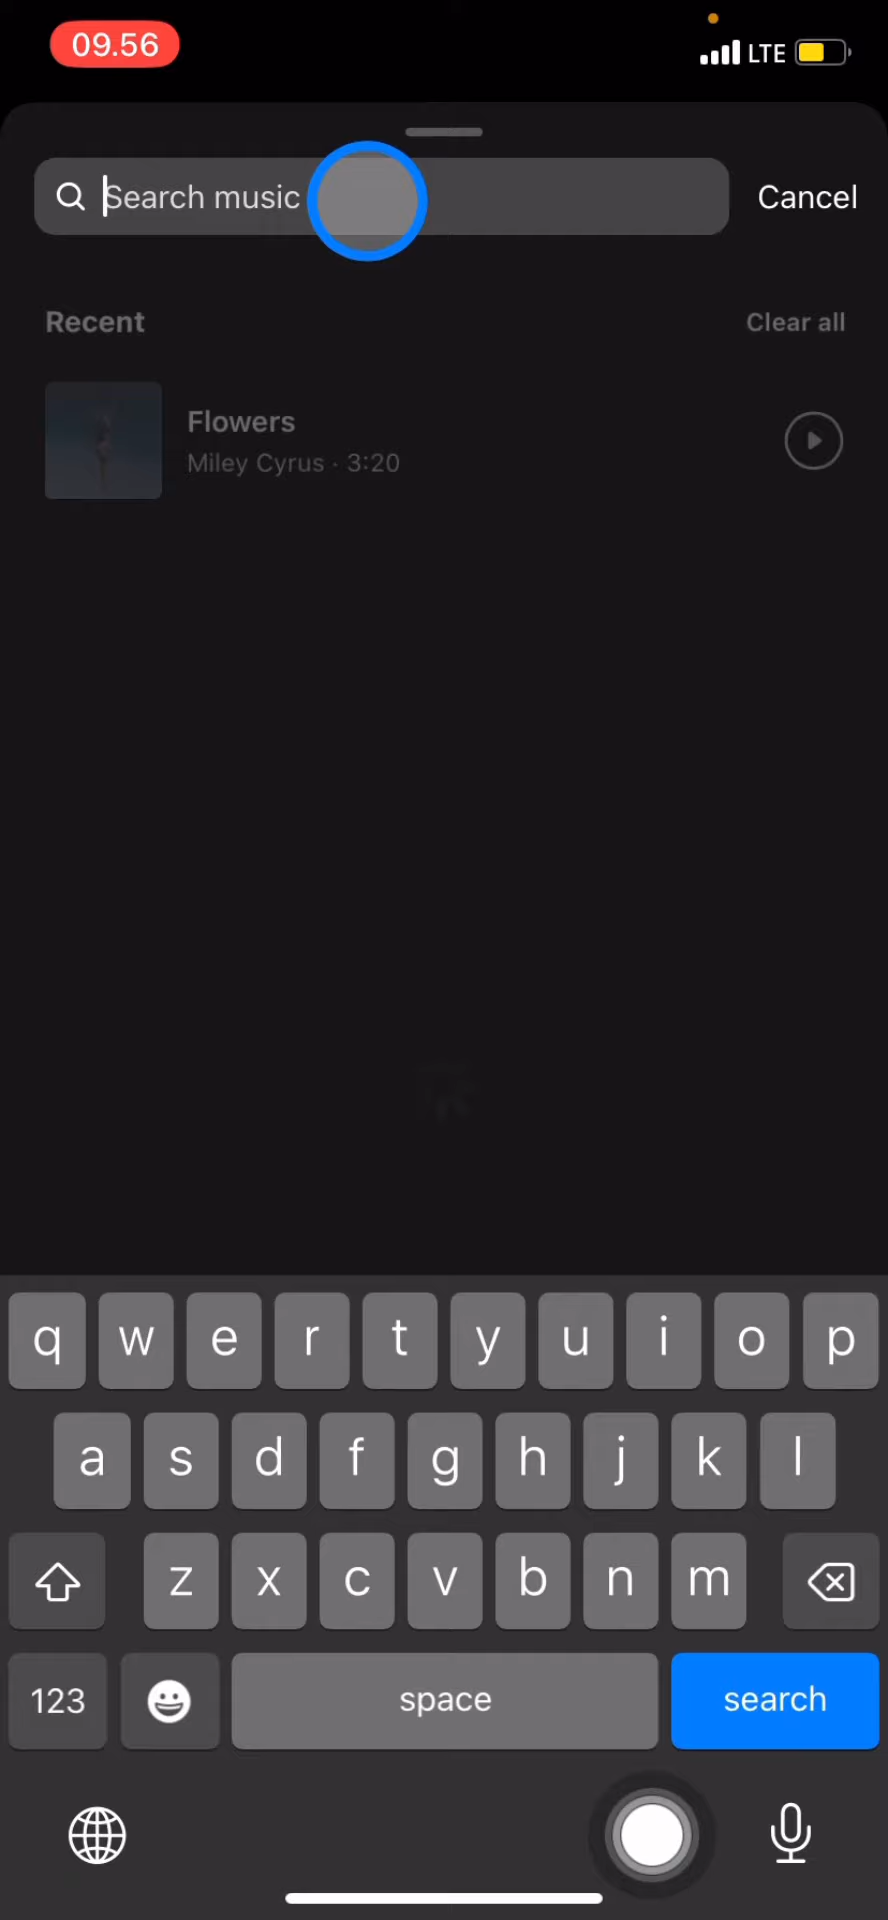 09.56 LTE
Search music Cancel
Recent Clear all
Flowers
Miley Cyrus · 3:20
q w e r t y u i o p
a s d f g h j k l
z x c v b n m
123 space search